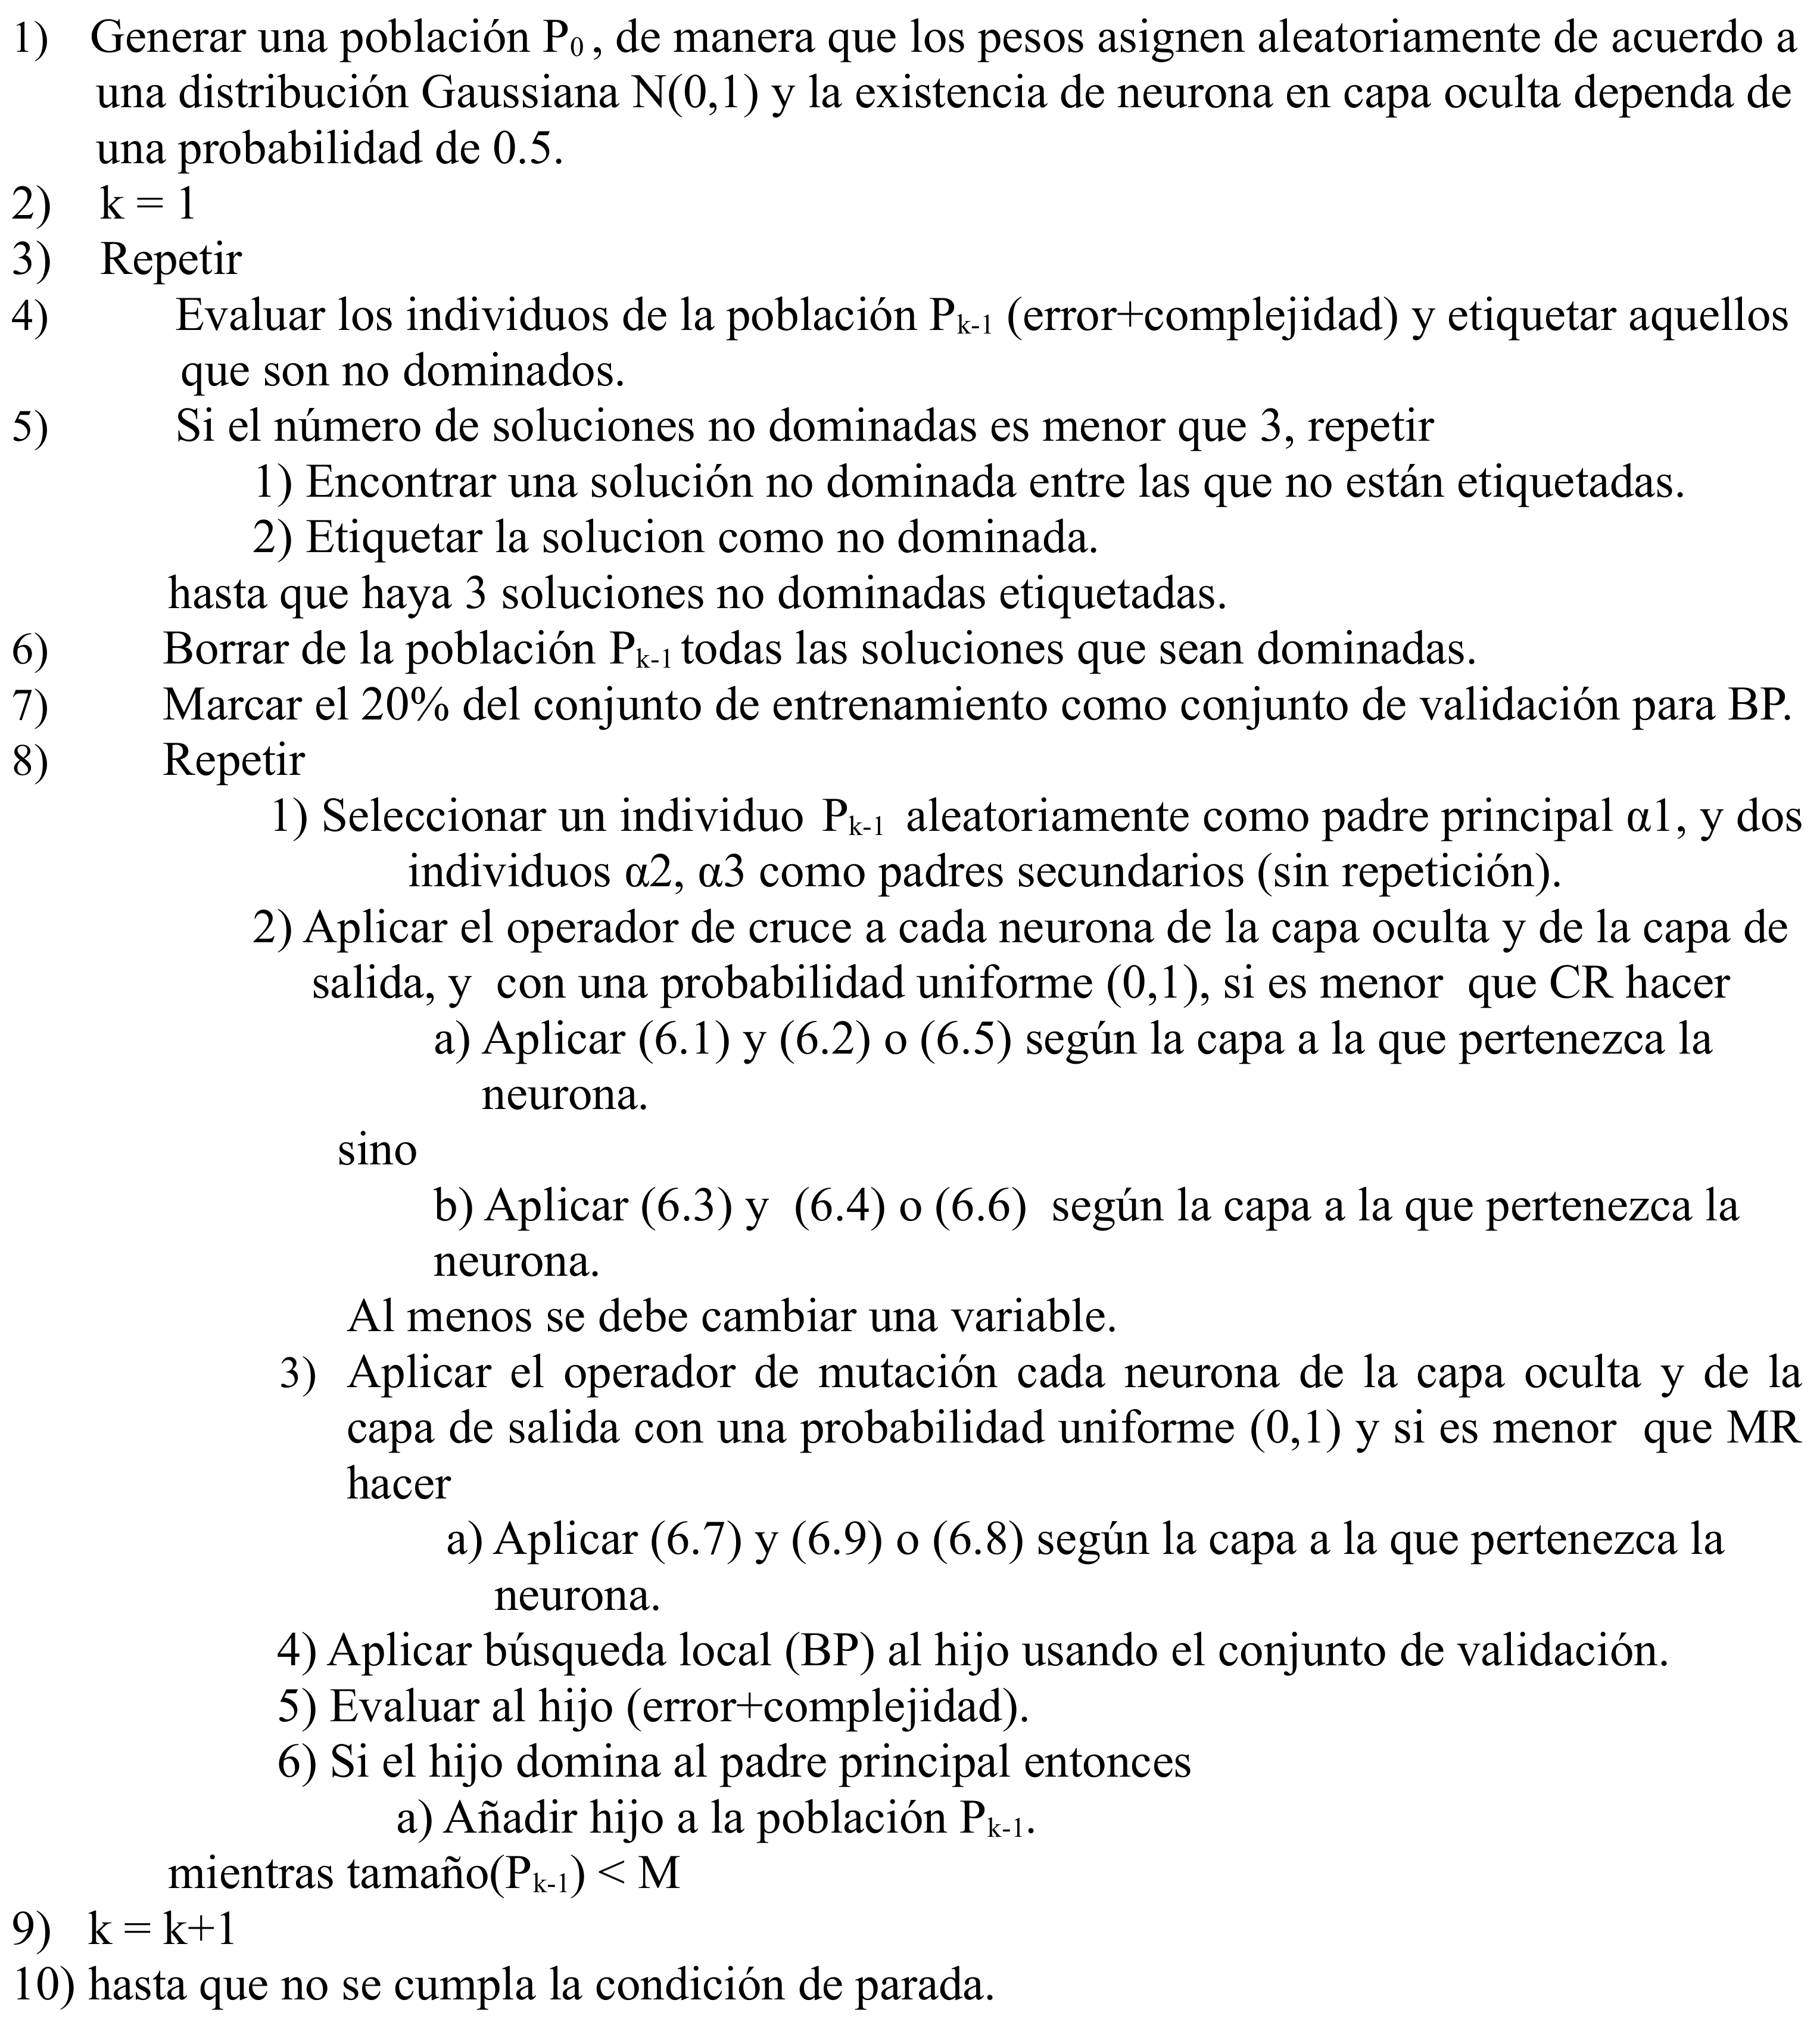 1) Generar una población P₀ , de manera que los pesos asignen aleatoriamente de acuerdo a
una distribución Gaussiana N(0,1) y la existencia de neurona en capa oculta dependa de
una probabilidad de 0.5.
2) k = 1
3) Repetir
4) Evaluar los individuos de la población Pₖ₋₁ (error+complejidad) y etiquetar aquellos
que son no dominados.
5) Si el número de soluciones no dominadas es menor que 3, repetir
1) Encontrar una solución no dominada entre las que no están etiquetadas.
2) Etiquetar la solucion como no dominada.
hasta que haya 3 soluciones no dominadas etiquetadas.
6) Borrar de la población Pₖ₋₁ todas las soluciones que sean dominadas.
7) Marcar el 20% del conjunto de entrenamiento como conjunto de validación para BP.
8) Repetir
1) Seleccionar un individuo Pₖ₋₁ aleatoriamente como padre principal α1, y dos
individuos α2, α3 como padres secundarios (sin repetición).
2) Aplicar el operador de cruce a cada neurona de la capa oculta y de la capa de
salida, y con una probabilidad uniforme (0,1), si es menor que CR hacer
a) Aplicar (6.1) y (6.2) o (6.5) según la capa a la que pertenezca la
neurona.
sino
b) Aplicar (6.3) y (6.4) o (6.6) según la capa a la que pertenezca la
neurona.
Al menos se debe cambiar una variable.
3) Aplicar el operador de mutación cada neurona de la capa oculta y de la
capa de salida con una probabilidad uniforme (0,1) y si es menor que MR
hacer
a) Aplicar (6.7) y (6.9) o (6.8) según la capa a la que pertenezca la
neurona.
4) Aplicar búsqueda local (BP) al hijo usando el conjunto de validación.
5) Evaluar al hijo (error+complejidad).
6) Si el hijo domina al padre principal entonces
a) Añadir hijo a la población Pₖ₋₁.
mientras tamaño(Pₖ₋₁) < M
9) k = k+1
10) hasta que no se cumpla la condición de parada.